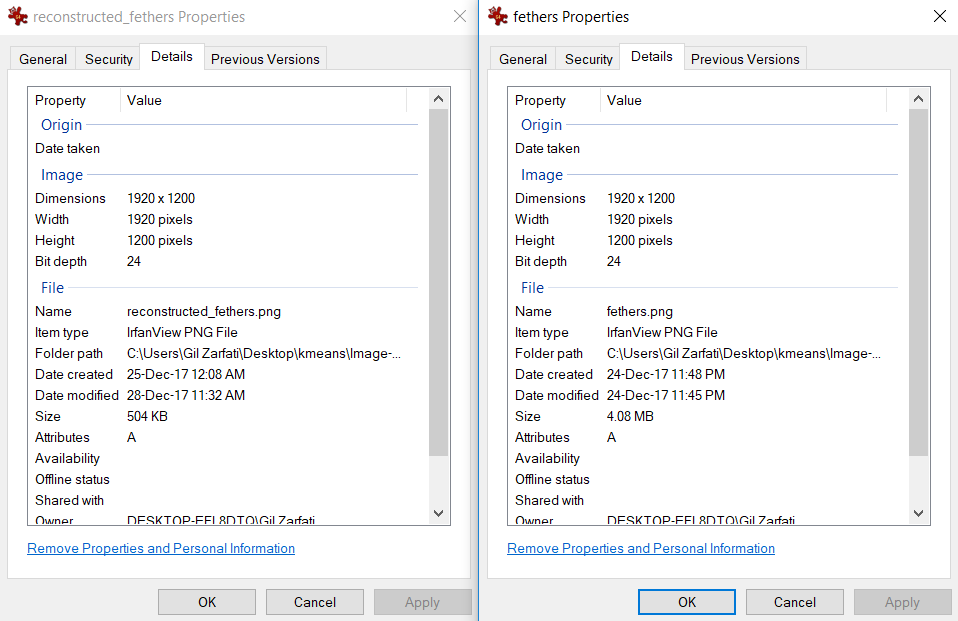 reconstructed_fethers Properties
General Security Details Previous Versions
Property Value
Origin
Date taken
Image
Dimensions 1920 x 1200
Width 1920 pixels
Height 1200 pixels
Bit depth 24
File
Name reconstructed_fethers.png
Item type IrfanView PNG File
Folder path C:\Users\Gil Zarfati\Desktop\kmeans\Image-...
Date created 25-Dec-17 12:08 AM
Date modified 28-Dec-17 11:32 AM
Size 504 KB
Attributes A
Availability
Offline status
Shared with
Owner DESKTOP-EFL8DTQ\Gil Zarfati
Remove Properties and Personal Information
OK Cancel Apply
fethers Properties
General Security Details Previous Versions
Property Value
Origin
Date taken
Image
Dimensions 1920 x 1200
Width 1920 pixels
Height 1200 pixels
Bit depth 24
File
Name fethers.png
Item type IrfanView PNG File
Folder path C:\Users\Gil Zarfati\Desktop\kmeans\Image-...
Date created 24-Dec-17 11:48 PM
Date modified 24-Dec-17 11:45 PM
Size 4.08 MB
Attributes A
Availability
Offline status
Shared with
Owner DESKTOP-EFL8DTQ\Gil Zarfati
Remove Properties and Personal Information
OK Cancel Apply